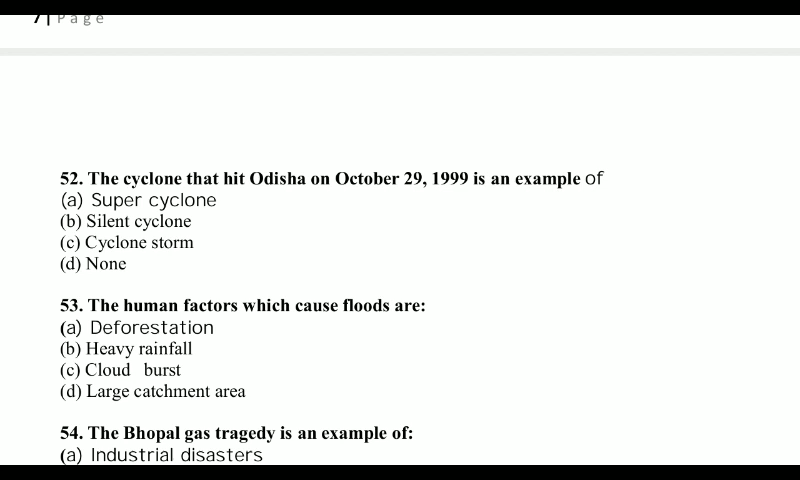 7 | P a g e
52. The cyclone that hit Odisha on October 29, 1999 is an example of
(a) Super cyclone
(b) Silent cyclone
(c) Cyclone storm
(d) None
53. The human factors which cause floods are:
(a) Deforestation
(b) Heavy rainfall
(c) Cloud burst
(d) Large catchment area
54. The Bhopal gas tragedy is an example of:
(a) Industrial disasters